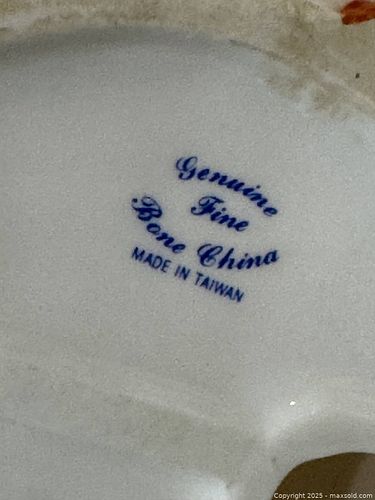 Genuine
Fine
Bone China
MADE IN TAIWAN
Copyright 2025 - maxsold.com